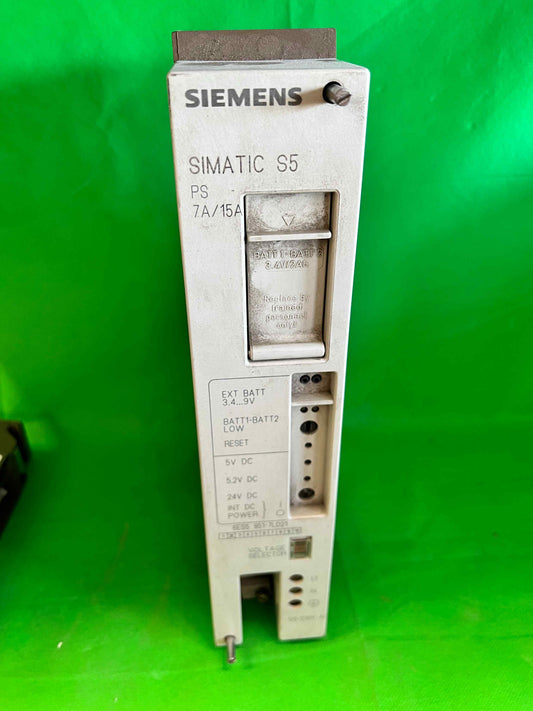 SIEMENS
SIMATIC S5
PS
7A/15A
BATT1-BATT2
3.4V/2Ah
Replace by
trained
personnel
only!
EXT BATT
3.4...9V
BATT1-BATT2
LOW
RESET
5V DC
5.2V DC
24V DC
INT DC
POWER
6ES5 951-7LD21
VOLTAGE
SELECTOR